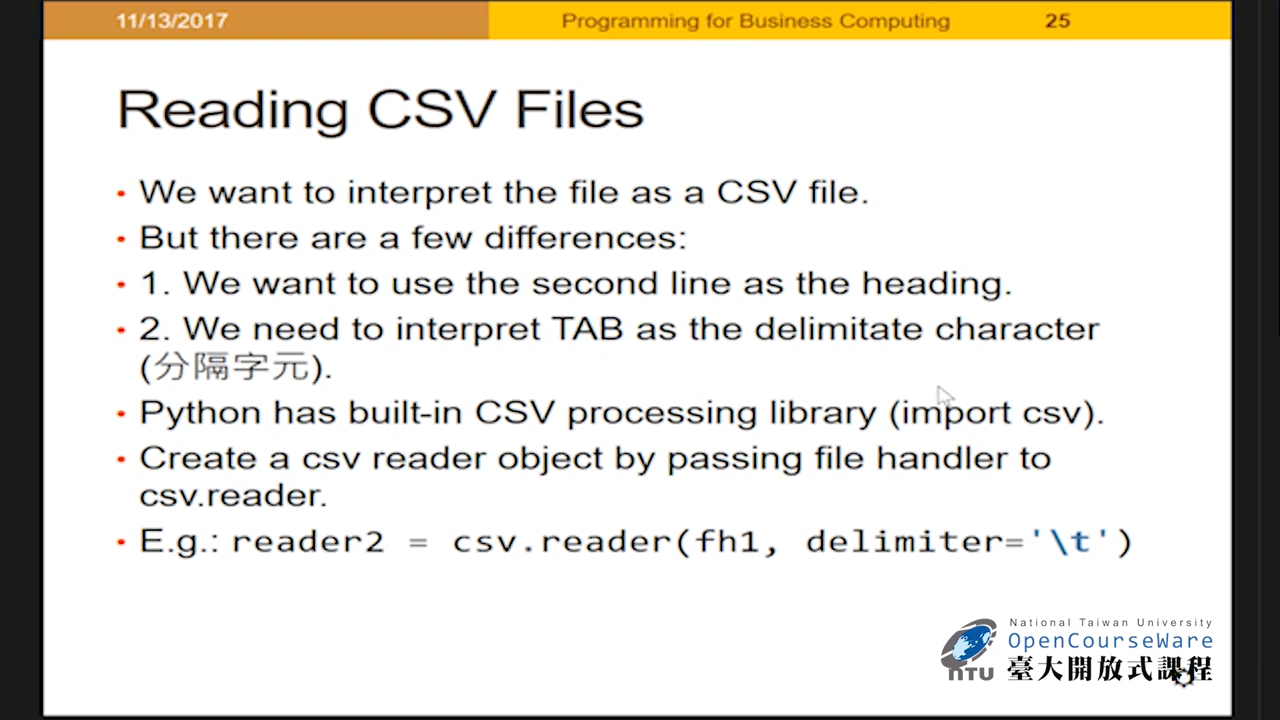 11/13/2017
Programming for Business Computing
25
Reading CSV Files
• We want to interpret the file as a CSV file.
• But there are a few differences:
• 1. We want to use the second line as the heading.
• 2. We need to interpret TAB as the delimitate character
(分隔字元).
• Python has built-in CSV processing library (import csv).
• Create a csv reader object by passing file handler to
csv.reader.
• E.g.: reader2 = csv.reader(fh1, delimiter='\t')
National Taiwan University
OpenCourseWare
NTU
臺大開放式課程